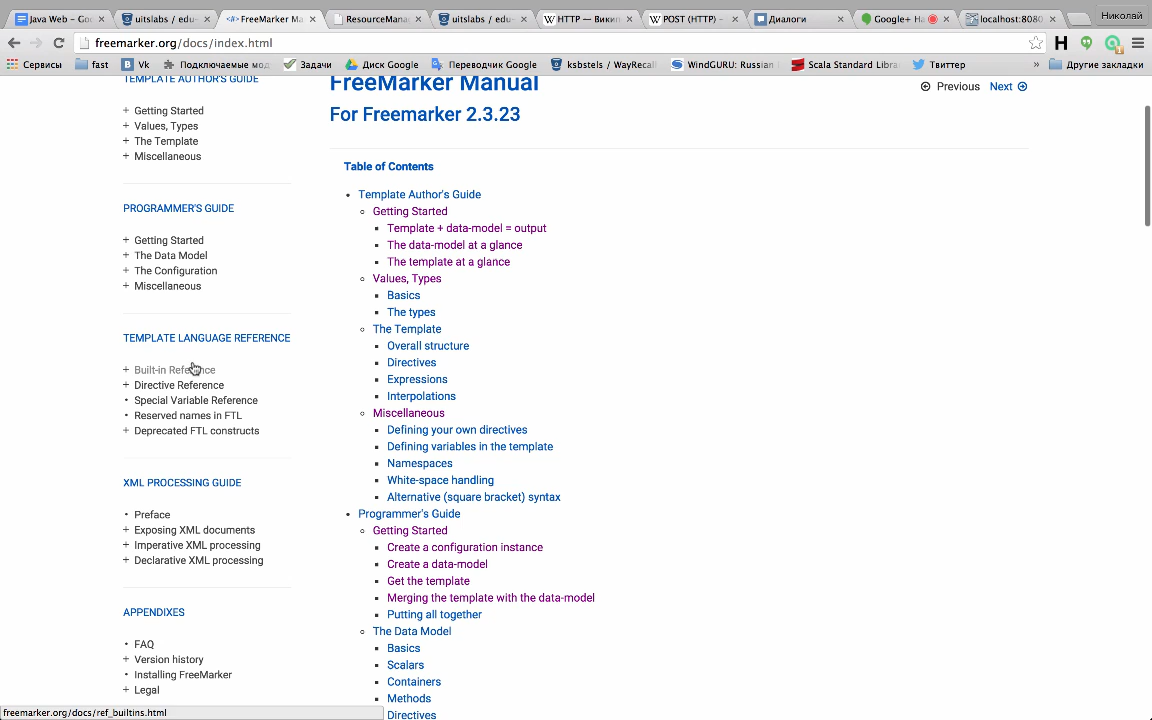 Java Web – Goo
uitslabs / edu-
FreeMarker Ma
ResourceManag
uitslabs / edu-
HTTP — Викип
POST (HTTP) –
Диалоги
Google+ Ha
localhost:8080
Николай
freemarker.org/docs/index.html
Сервисы
fast
Vk
Подключаемые мод
Задачи
Диск Google
Переводчик Google
ksbstels / WayRecall
WindGURU: Russian
Scala Standard Libra
Твиттер
»
Другие закладки
TEMPLATE AUTHOR'S GUIDE
Getting Started
Values, Types
The Template
Miscellaneous
PROGRAMMER'S GUIDE
Getting Started
The Data Model
The Configuration
Miscellaneous
TEMPLATE LANGUAGE REFERENCE
Built-in Reference
Directive Reference
Special Variable Reference
Reserved names in FTL
Deprecated FTL constructs
XML PROCESSING GUIDE
Preface
Exposing XML documents
Imperative XML processing
Declarative XML processing
APPENDIXES
FAQ
Version history
Installing FreeMarker
Legal
FreeMarker Manual
Previous
Next
For Freemarker 2.3.23
Table of Contents
Template Author's Guide
Getting Started
Template + data-model = output
The data-model at a glance
The template at a glance
Values, Types
Basics
The types
The Template
Overall structure
Directives
Expressions
Interpolations
Miscellaneous
Defining your own directives
Defining variables in the template
Namespaces
White-space handling
Alternative (square bracket) syntax
Programmer's Guide
Getting Started
Create a configuration instance
Create a data-model
Get the template
Merging the template with the data-model
Putting all together
The Data Model
Basics
Scalars
Containers
Methods
Directives
freemarker.org/docs/ref_builtins.html